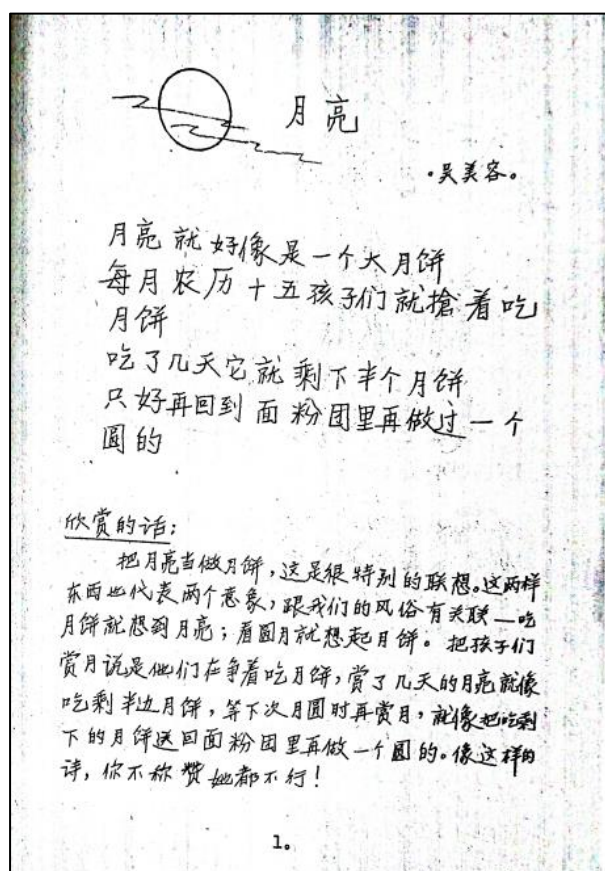 月亮
·吴美容。
月亮就好像是一个大月饼
每月农历十五孩子们就搶着吃
月饼
吃了几天它就剩下半个月饼
只好再回到面粉团里再做过一个
圆的
欣赏的话：
把月亮当做月饼，这是很特别的联想。这两样
东西也代表两个意象，跟我们的风俗有关联—吃
月饼就想到月亮；看圆月就想起月饼。把孩子们
赏月说是他们在争着吃月饼，赏了几天的月亮就像
吃剩半边月饼，等下次月圆时再赏月，就像把吃剩
下的月饼送回面粉团里再做一个圆的。像这样的
诗，你不称赞她都不行！
1。